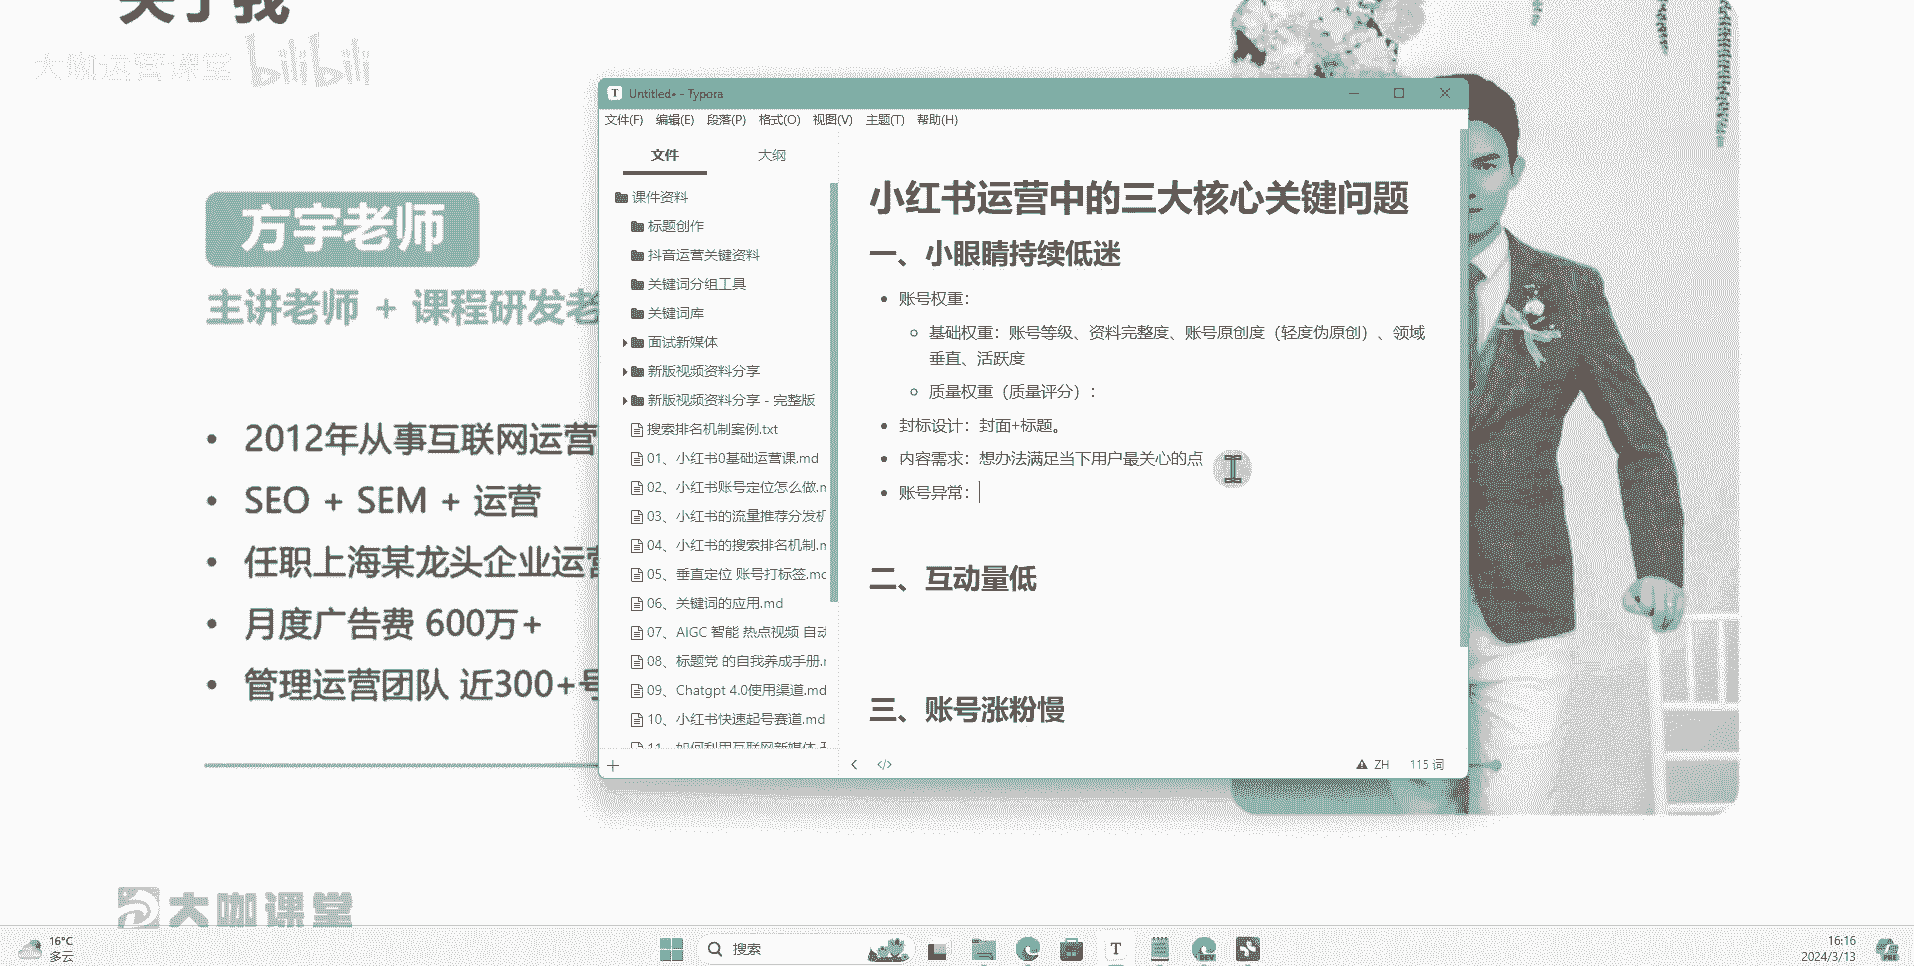 关于我
大咖运营课堂 bilibili
方宇老师
主讲老师 + 课程研发老
2012年从事互联网运营
SEO + SEM + 运营
任职上海某龙头企业运营
月度广告费 600万+
管理运营团队 近300+号
大咖课堂
Untitled• - Typora
文件(F) 编辑(E) 段落(P) 格式(O) 视图(V) 主题(T) 帮助(H)
文件 大纲
课件资料
标题创作
抖音运营关键资料
关键词分组工具
关键词库
面试新媒体
新版视频资料分享
新版视频资料分享 - 完整版
搜索排名机制案例.txt
01、小红书0基础运营课.md
02、小红书账号定位怎么做.m
03、小红书的流量推荐分发机
04、小红书的搜索排名机制.m
05、垂直定位 账号打标签.md
06、关键词的应用.md
07、AIGC 智能 热点视频 自动
08、标题党 的自我养成手册.m
09、Chatgpt 4.0使用渠道.md
10、小红书快速起号赛道.md
11、如何利用互联网新媒体
小红书运营中的三大核心关键问题
一、小眼睛持续低迷
账号权重：
基础权重：账号等级、资料完整度、账号原创度（轻度伪原创）、领域
垂直、活跃度
质量权重（质量评分）：
封标设计：封面+标题。
内容需求：想办法满足当下用户最关心的点
账号异常：
二、互动量低
三、账号涨粉慢
ZH 115 词
16°C
多云
搜索
T
DEV
16:16
2024/3/13
PRE